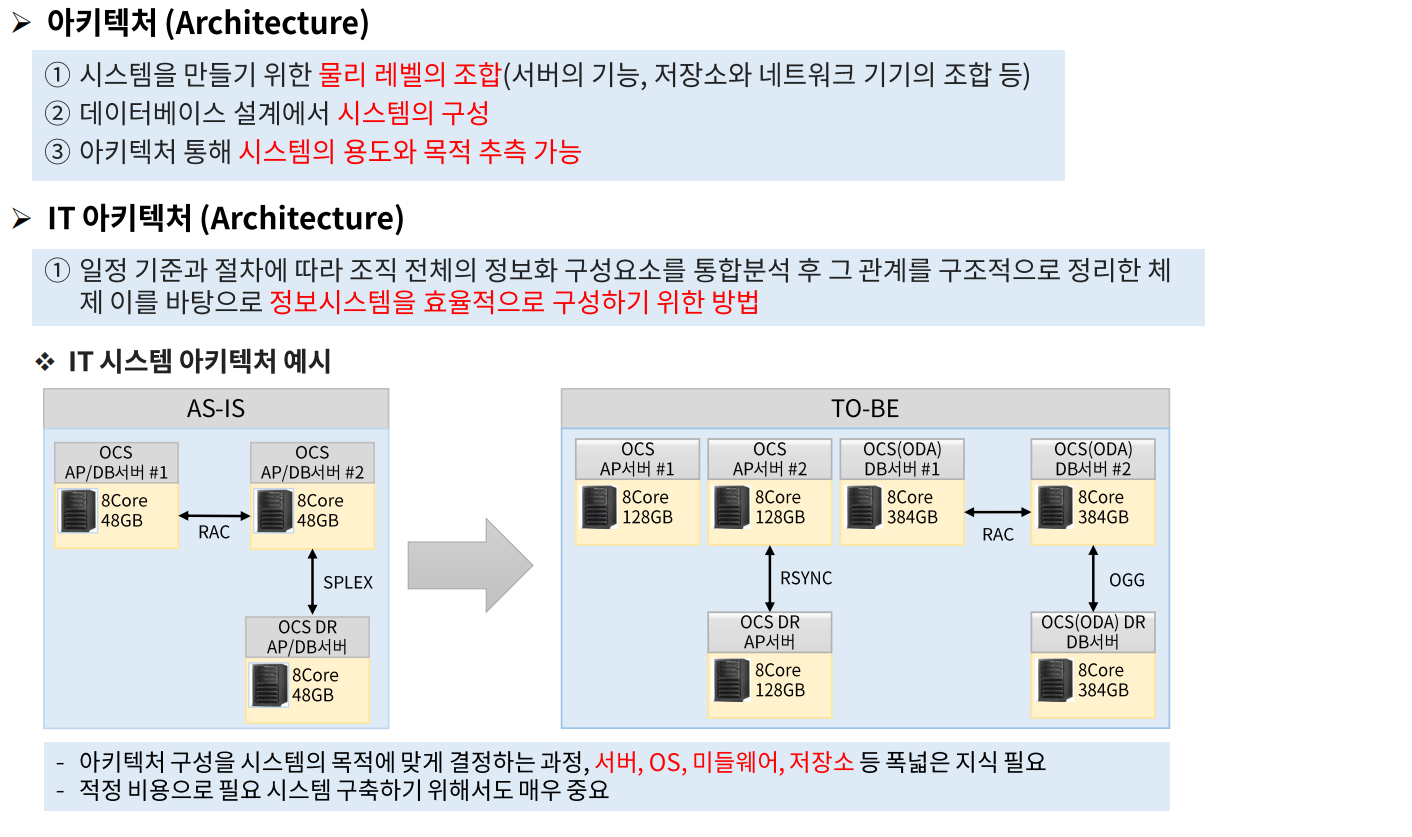 ➢ 아키텍처 (Architecture)
① 시스템을 만들기 위한 물리 레벨의 조합(서버의 기능, 저장소와 네트워크 기기의 조합 등)
② 데이터베이스 설계에서 시스템의 구성
③ 아키텍처 통해 시스템의 용도와 목적 추측 가능
➢ IT 아키텍처 (Architecture)
① 일정 기준과 절차에 따라 조직 전체의 정보화 구성요소를 통합분석 후 그 관계를 구조적으로 정리한 체
제 이를 바탕으로 정보시스템을 효율적으로 구성하기 위한 방법
❖ IT 시스템 아키텍처 예시
AS-IS
OCS
AP/DB서버 #1
8Core
48GB
RAC
OCS
AP/DB서버 #2
8Core
48GB
SPLEX
OCS DR
AP/DB서버
8Core
48GB
TO-BE
OCS
AP서버 #1
8Core
128GB
OCS
AP서버 #2
8Core
128GB
OCS(ODA)
DB서버 #1
8Core
384GB
RAC
OCS(ODA)
DB서버 #2
8Core
384GB
RSYNC
OGG
OCS DR
AP서버
8Core
128GB
OCS(ODA) DR
DB서버
8Core
384GB
- 아키텍처 구성을 시스템의 목적에 맞게 결정하는 과정, 서버, OS, 미들웨어, 저장소 등 폭넓은 지식 필요
- 적정 비용으로 필요 시스템 구축하기 위해서도 매우 중요